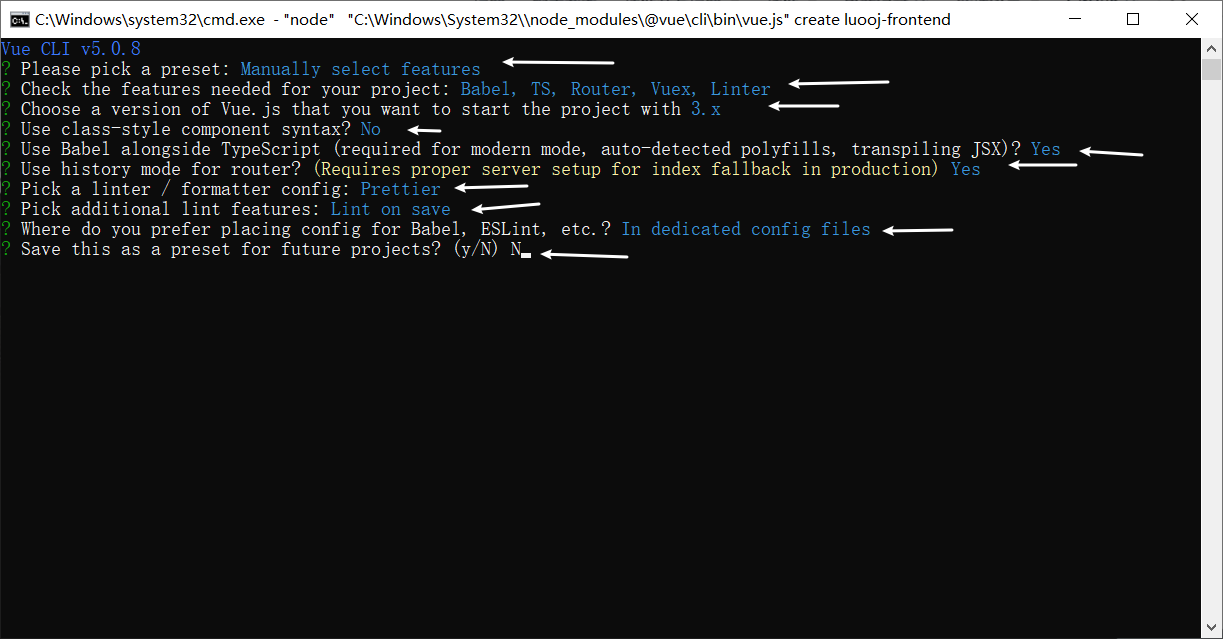 C:\Windows\system32\cmd.exe - "node" "C:\Windows\System32\\node_modules\@vue\cli\bin\vue.js" create luooj-frontend
Vue CLI v5.0.8
? Please pick a preset: Manually select features
? Check the features needed for your project: Babel, TS, Router, Vuex, Linter
? Choose a version of Vue.js that you want to start the project with 3.x
? Use class-style component syntax? No
? Use Babel alongside TypeScript (required for modern mode, auto-detected polyfills, transpiling JSX)? Yes
? Use history mode for router? (Requires proper server setup for index fallback in production) Yes
? Pick a linter / formatter config: Prettier
? Pick additional lint features: Lint on save
? Where do you prefer placing config for Babel, ESLint, etc.? In dedicated config files
? Save this as a preset for future projects? (y/N) N